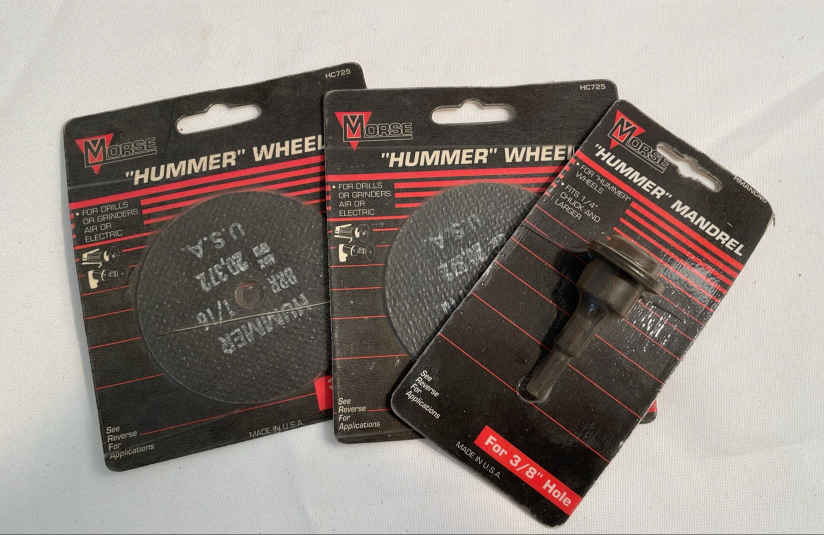 HC725
MORSE
"HUMMER" WHEEL
• FOR DRILLS
OR GRINDERS
AIR OR
ELECTRIC
U.S.A
20,372
BRR
1/16
HUMMER
See
Reverse
For
Applications
MADE IN U.S.A.
HC725
MORSE
"HUMMER" WHEEL
• FOR DRILLS
OR GRINDERS
AIR OR
ELECTRIC
U.S.A
See
Reverse
For
Applications
MORSE
"HUMMER" MANDREL
• FOR "HUMMER"
WHEELS
• FITS 1/4"
CHUCK AND
LARGER
See
Reverse
For
Applications
MADE IN U.S.A.
For 3/8" Hole